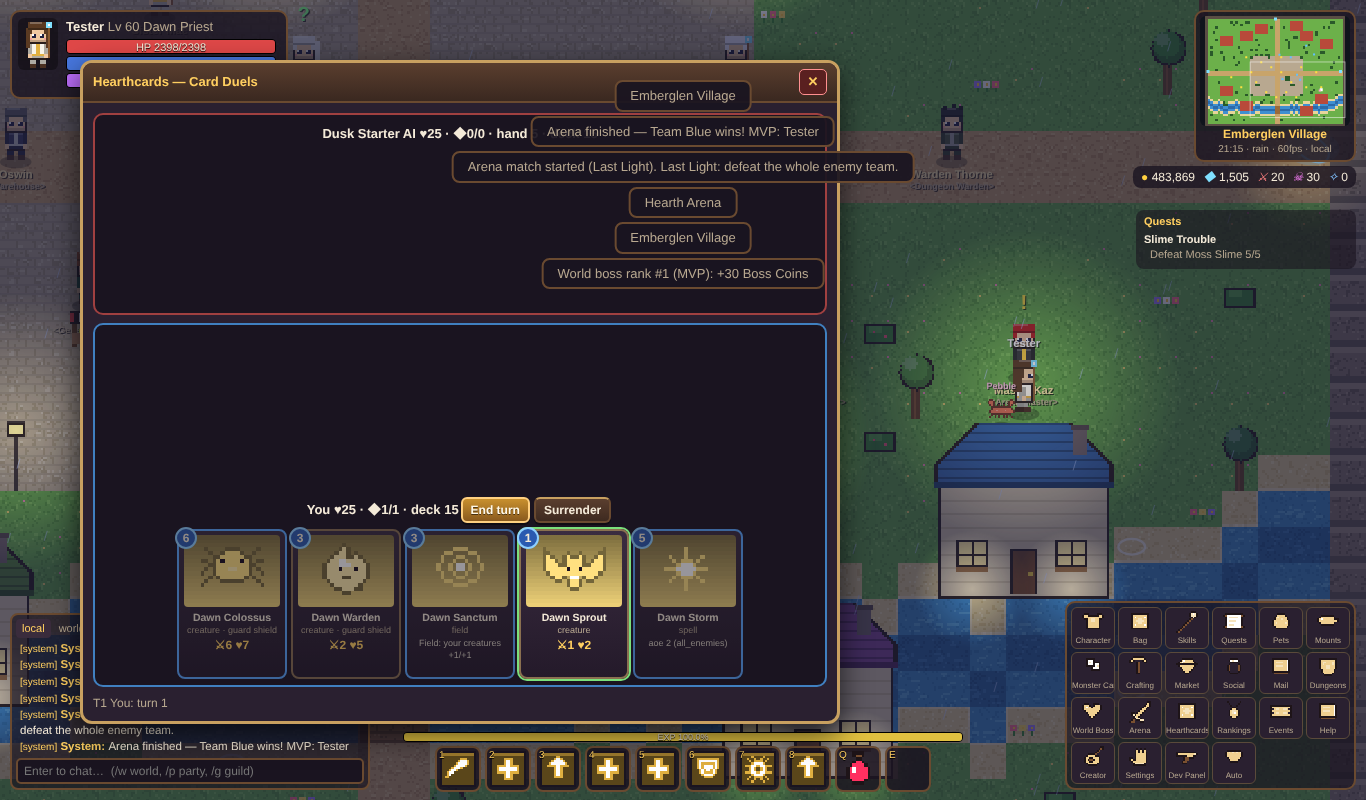 ?
Tester Lv 60 Dawn Priest
HP 2398/2398
Hearthcards — Card Duels
×
Emberglen Village
Dusk Starter AI ♥25 · ◆0/0 · hand
Arena finished — Team Blue wins! MVP: Tester
Arena match started (Last Light). Last Light: defeat the whole enemy team.
Hearth Arena
Emberglen Village
World boss rank #1 (MVP): +30 Boss Coins
Emberglen Village
21:15 · rain · 60fps · local
483,869 1,505 20 30 0
Quests
Slime Trouble
Defeat Moss Slime 5/5
Oswin
Warden Thorne
<Dungeon Warden>
!
Tester
Pebble
Kaz
You ♥25 · ◆1/1 · deck 15 End turn Surrender
6 3 3 1 5
Dawn Colossus
creature · guard shield
⚔6 ♥7
Dawn Warden
creature · guard shield
⚔2 ♥5
Dawn Sanctum
field
Field: your creatures
+1/+1
Dawn Sprout
creature
⚔1 ♥2
Dawn Storm
spell
aoe 2 (all_enemies)
T1 You: turn 1
local world
[system] Sys
[system] Sys
[system] Sys
[system] Sys
[system] Sys
defeat the whole enemy team.
[system] System: Arena finished — Team Blue wins! MVP: Tester
Enter to chat… (/w world, /p party, /g guild)
EXP 100.0%
1 2 3 4 5 6 7 8 Q E
Character Bag Skills Quests Pets Mounts
Monster Ca Crafting Market Social Mail Dungeons
World Boss Arena Hearthcards Rankings Events Help
Creator Settings Dev Panel Auto